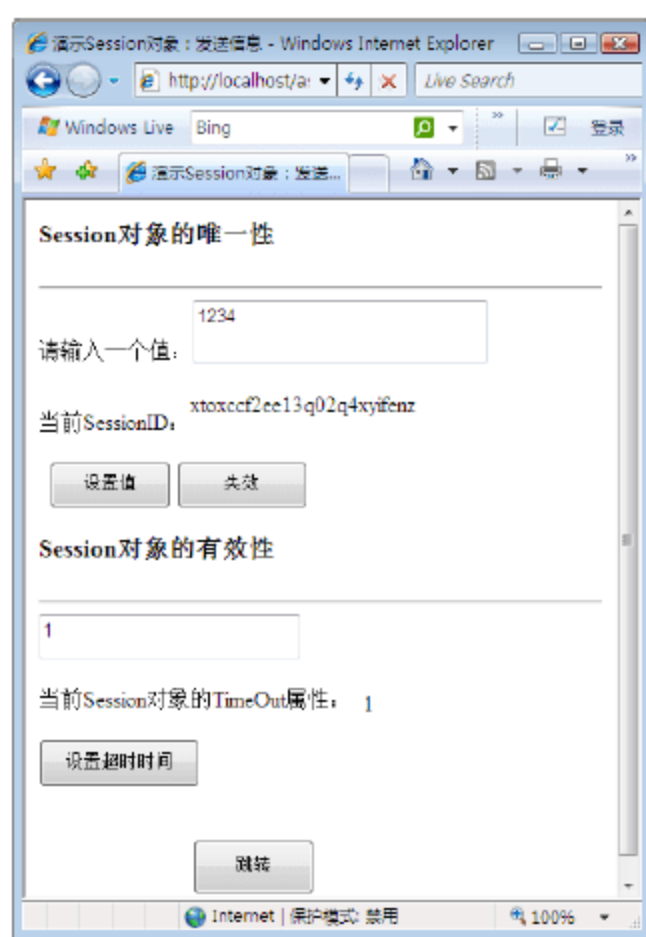 演示Session对象：发送信息 - Windows Internet Explorer
http://localhost/a
Live Search
Windows Live
Bing
»
登录
演示Session对象：发送...
»
Session对象的唯一性
请输入一个值：
1234
当前SessionID：
xtoxccf2ee13q02q4xyifenz
设置值
失效
Session对象的有效性
1
当前Session对象的TimeOut属性：
1
设置超时时间
跳转
Internet | 保护模式: 禁用
100%